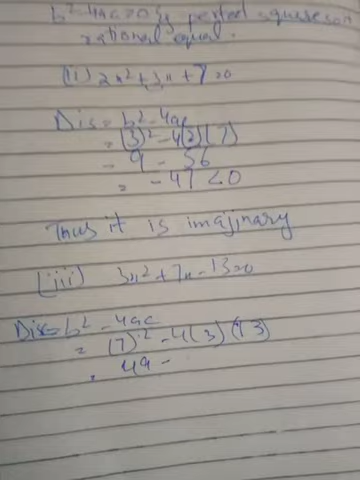 b²-4ac=0 is perfect square so
rational equal.
(ii) 2x²+3x+7=0
Dis = b²-4ac
= (3)²-4(2)(7)
= 9 - 56
= -47<0
Thus it is imajinary
(iii) 3x²+7x-13=0
Dis = b²-4ac
= (7)²-4(3)(13)
= 49 -